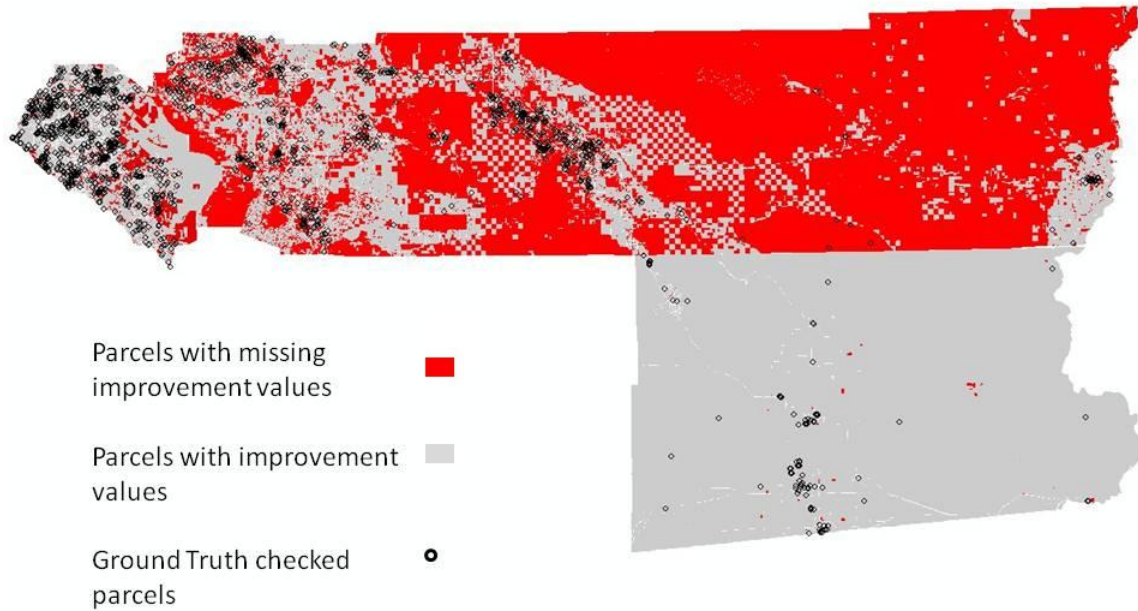 Parcels with missing
improvement values
Parcels with improvement
values
Ground Truth checked
parcels